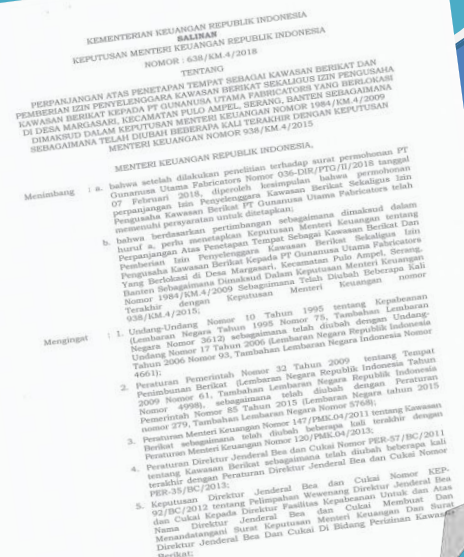 KEMENTERIAN KEUANGAN REPUBLIK INDONESIA
SALINAN
KEPUTUSAN MENTERI KEUANGAN REPUBLIK INDONESIA
NOMOR : 638/KM.4/2018
TENTANG
PERPANJANGAN ATAS PENETAPAN TEMPAT SEBAGAI KAWASAN BERIKAT DAN
PEMBERIAN IZIN PENYELENGGARA KAWASAN BERIKAT SEKALIGUS IZIN PENGUSAHA
KAWASAN BERIKAT KEPADA PT GUNANUSA UTAMA FABRICATORS YANG BERLOKASI
DI DESA MARGASARI, KECAMATAN PULO AMPEL, SERANG, BANTEN SEBAGAIMANA
DIMAKSUD DALAM KEPUTUSAN MENTERI KEUANGAN NOMOR 1984/KM.4/2009
SEBAGAIMANA TELAH DIUBAH BEBERAPA KALI TERAKHIR DENGAN KEPUTUSAN
MENTERI KEUANGAN NOMOR 938/KM.4/2015
MENTERI KEUANGAN REPUBLIK INDONESIA,
Menimbang : a. bahwa setelah dilakukan penelitian terhadap surat permohonan PT
Gunanusa Utama Fabricators Nomor 036-DIR/PTG/II/2018 tanggal
07 Februari 2018, diperoleh kesimpulan bahwa permohonan
perpanjangan Izin Penyelenggara Kawasan Berikat Sekaligus Izin
Pengusaha Kawasan Berikat PT Gunanusa Utama Fabricators telah
memenuhi persyaratan untuk ditetapkan;
b. bahwa berdasarkan pertimbangan sebagaimana dimaksud dalam
huruf a, perlu menetapkan Keputusan Menteri Keuangan tentang
Perpanjangan Atas Penetapan Tempat Sebagai Kawasan Berikat Dan
Pemberian Izin Penyelenggara Kawasan Berikat Sekaligus Izin
Pengusaha Kawasan Berikat Kepada PT Gunanusa Utama Fabricators
Yang Berlokasi di Desa Margasari, Kecamatan Pulo Ampel, Serang,
Banten Sebagaimana Dimaksud Dalam Keputusan Menteri Keuangan
Nomor 1984/KM.4/2009 Sebagaimana Telah Diubah Beberapa Kali
Terakhir dengan Keputusan Menteri Keuangan nomor
938/KM.4/2015;
Mengingat : 1. Undang-Undang Nomor 10 Tahun 1995 tentang Kepabeanan
(Lembaran Negara Tahun 1995 Nomor 75, Tambahan Lembaran
Negara Nomor 3612) sebagaimana telah diubah dengan Undang-
Undang Nomor 17 Tahun 2006 (Lembaran Negara Republik Indonesia
Tahun 2006 Nomor 93, Tambahan Lembaran Negara Indonesia Nomor
4661);
2. Peraturan Pemerintah Nomor 32 Tahun 2009 tentang Tempat
Penimbunan Berikat (Lembaran Negara Republik Indonesia Tahun
2009 Nomor 61, Tambahan Lembaran Negara Republik Indonesia
Nomor 4998), sebagaimana telah diubah dengan Peraturan
Pemerintah Nomor 85 Tahun 2015 (Lembaran Negara tahun 2015
nomor 279, Tambahan Lembaran Negara Nomor 5768);
3. Peraturan Menteri Keuangan Nomor 147/PMK.04/2011 tentang Kawasan
Berikat sebagaimana telah diubah beberapa kali terakhir dengan
Peraturan Menteri Keuangan Nomor 120/PMK.04/2013;
4. Peraturan Direktur Jenderal Bea dan Cukai Nomor PER-57/BC/2011
tentang Kawasan Berikat sebagaimana telah diubah beberapa kali
terakhir dengan Peraturan Direktur Jenderal Bea dan Cukai Nomor
PER-35/BC/2013;
5. Keputusan Direktur Jenderal Bea dan Cukai Nomor KEP-
92/BC/2012 tentang Pelimpahan Wewenang Direktur Jenderal Bea
dan Cukai Kepada Direktur Fasilitas Kepabeanan Untuk dan Atas
Nama Direktur Jenderal Bea dan Cukai Membuat Dan
Menandatangani Surat Keputusan Menteri Keuangan Dan Surat
Direktur Jenderal Bea Dan Cukai Di Bidang Perizinan Kawasan
Berikat;